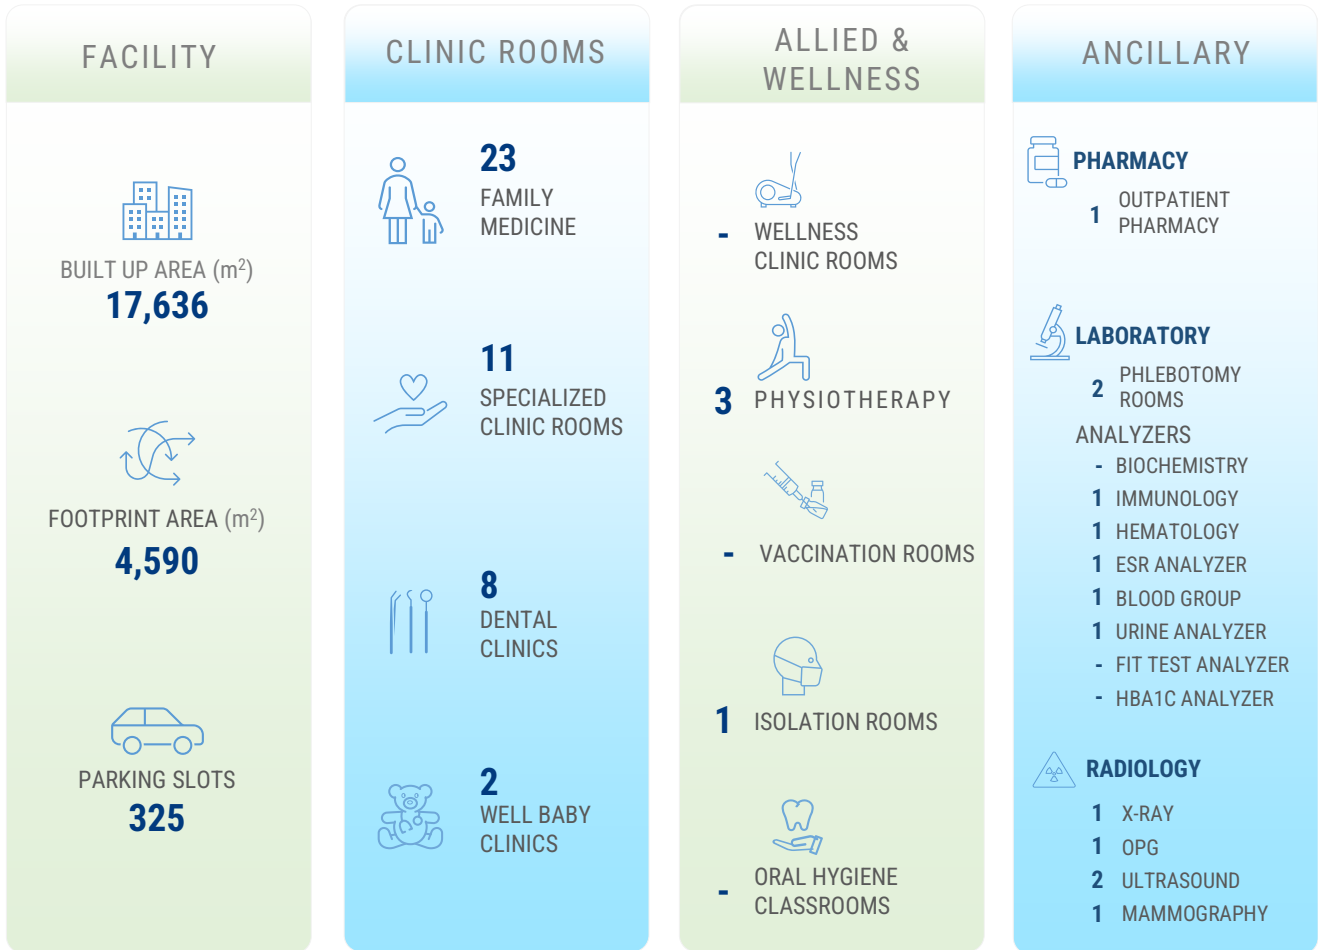 FACILITY
BUILT UP AREA (m²)
17,636
FOOTPRINT AREA (m²)
4,590
PARKING SLOTS
325
CLINIC ROOMS
23
FAMILY
MEDICINE
11
SPECIALIZED
CLINIC ROOMS
8
DENTAL
CLINICS
2
WELL BABY
CLINICS
ALLIED &
WELLNESS
- WELLNESS
CLINIC ROOMS
3 PHYSIOTHERAPY
- VACCINATION ROOMS
1 ISOLATION ROOMS
- ORAL HYGIENE
CLASSROOMS
ANCILLARY
PHARMACY
1 OUTPATIENT
PHARMACY
LABORATORY
2 PHLEBOTOMY
ROOMS
ANALYZERS
- BIOCHEMISTRY
1 IMMUNOLOGY
1 HEMATOLOGY
1 ESR ANALYZER
1 BLOOD GROUP
1 URINE ANALYZER
- FIT TEST ANALYZER
- HBA1C ANALYZER
RADIOLOGY
1 X-RAY
1 OPG
2 ULTRASOUND
1 MAMMOGRAPHY